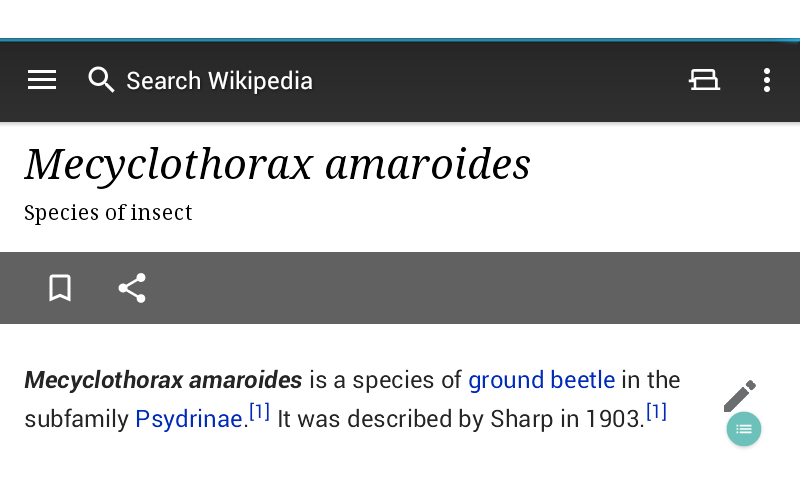 Search Wikipedia
Mecyclothorax amaroides
Species of insect
Mecyclothorax amaroides is a species of ground beetle in the
subfamily Psydrinae.[1] It was described by Sharp in 1903.[1]